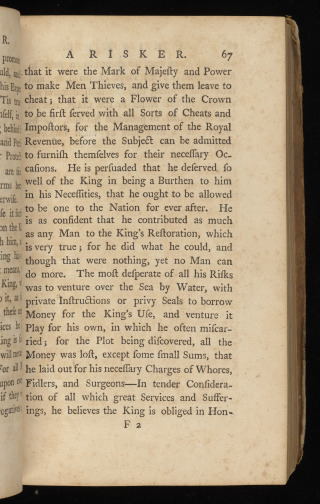 A RISKER. 67
that it were the Mark of Majeſty and Power
to make Men Thieves, and give them leave to
cheat; that it were a Flower of the Crown
to be firſt ſerved with all Sorts of Cheats and
Impoſtors, for the Management of the Royal
Revenue, before the Subject can be admitted
to furniſh themſelves for their neceſſary Oc-
caſions. He is perſuaded that he deſerved ſo
well of the King in being a Burthen to him
in his Neceſſities, that he ought to be allowed
to be one to the Nation for ever after. He
is as confident that he contributed as much
as any Man to the King's Reſtoration, which
is very true; for he did what he could, and
though that were nothing, yet no Man can
do more. The moſt deſperate of all his Riſks
was to venture over the Sea by Water, with
private Inſtructions or privy Seals to borrow
Money for the King's Uſe, and venture it
Play for his own, in which he often miſcar-
ried; for the Plot being diſcovered, all the
Money was loſt, except ſome ſmall Sums, that
he laid out for his neceſſary Charges of Whores,
Fidlers, and Surgeons—In tender Conſidera-
tion of all which great Services and Suffer-
ings, he believes the King is obliged in Hon-
F 2